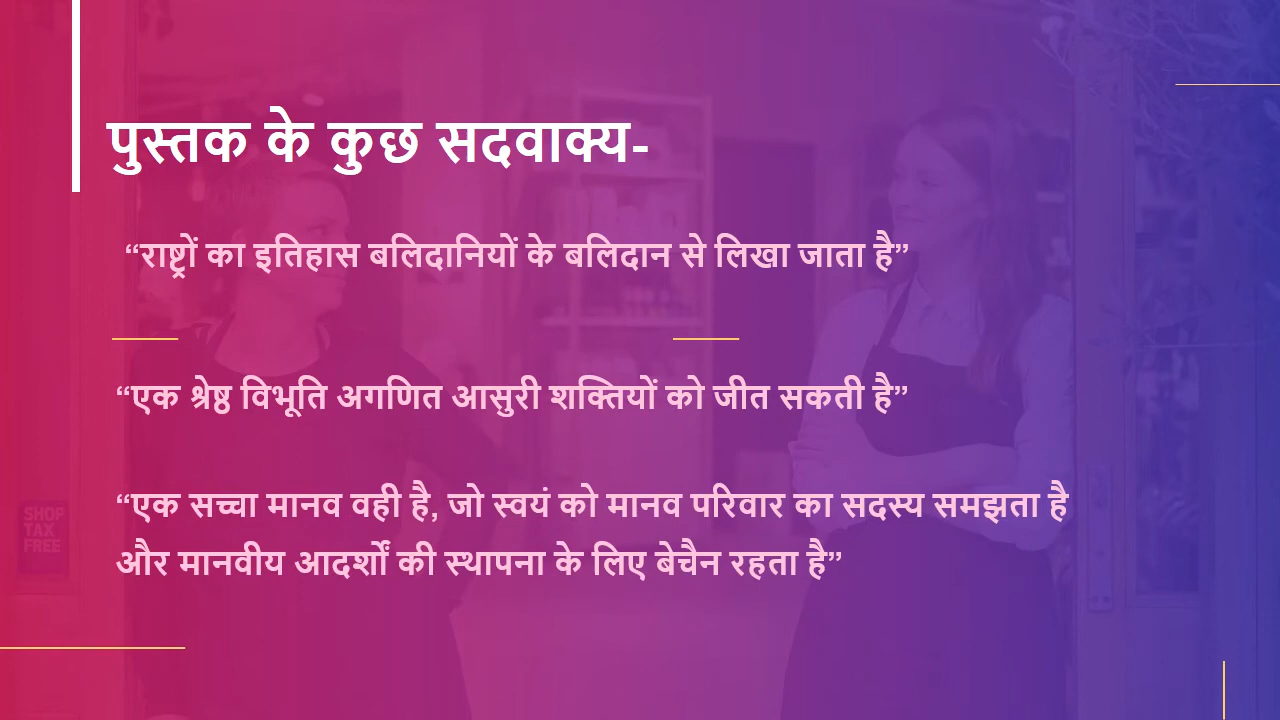 पुस्तक के कुछ सदवाक्य-
“राष्ट्रों का इतिहास बलिदानियों के बलिदान से लिखा जाता है”
“एक श्रेष्ठ विभूति अगणित आसुरी शक्तियों को जीत सकती है”
“एक सच्चा मानव वही है, जो स्वयं को मानव परिवार का सदस्य समझता है
और मानवीय आदर्शों की स्थापना के लिए बेचैन रहता है”
SHOP
TAX
FREE